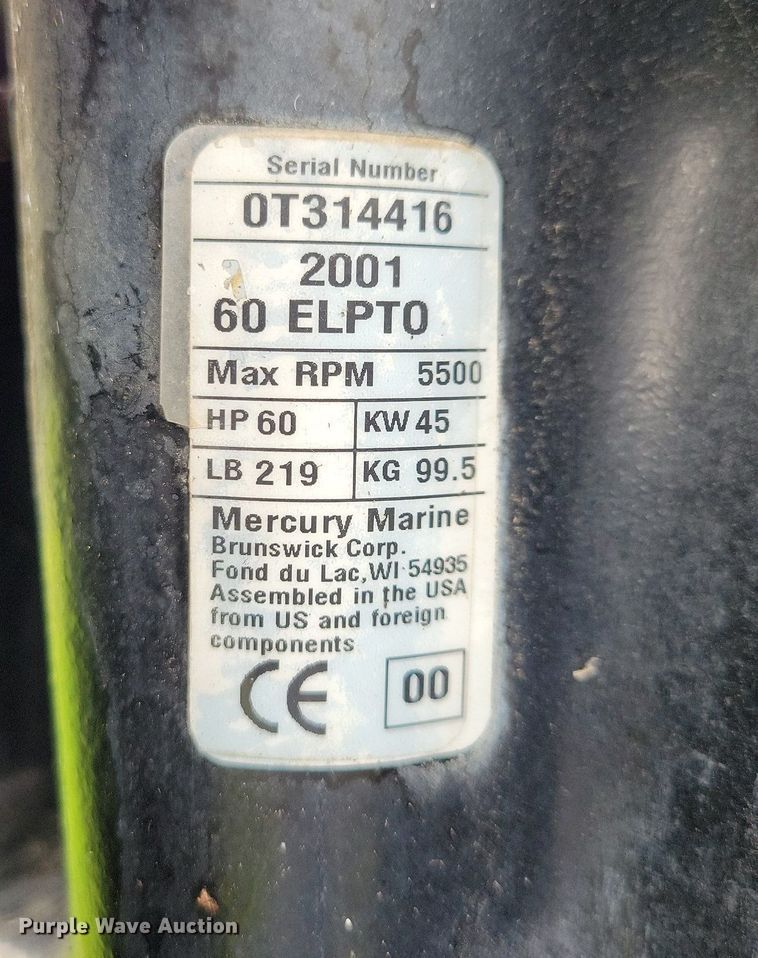 Serial Number
0T314416
2001
60 ELPTO
Max RPM 5500
HP 60 KW 45
LB 219 KG 99.5
Mercury Marine
Brunswick Corp.
Fond du Lac, WI 54935
Assembled in the USA
from US and foreign
components
CE 00
Purple Wave Auction